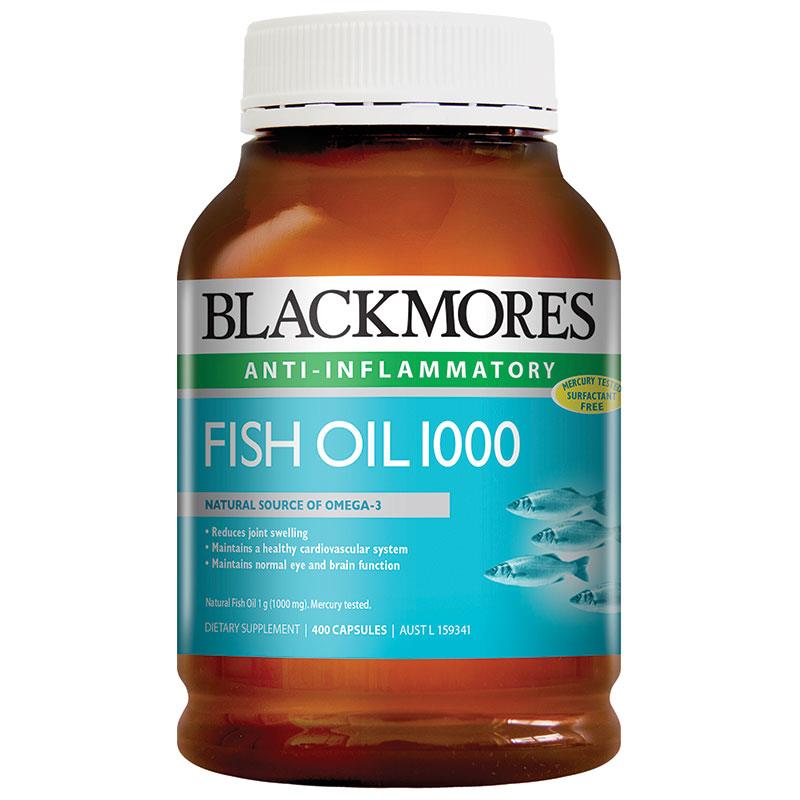 BLACKMORES
ANTI-INFLAMMATORY
MERCURY TESTED
SURFACTANT
FREE
FISH OIL 1000
NATURAL SOURCE OF OMEGA-3
• Reduces joint swelling
• Maintains a healthy cardiovascular system
• Maintains normal eye and brain function
Natural Fish Oil 1 g (1000 mg). Mercury tested.
DIETARY SUPPLEMENT | 400 CAPSULES | AUST L 159341